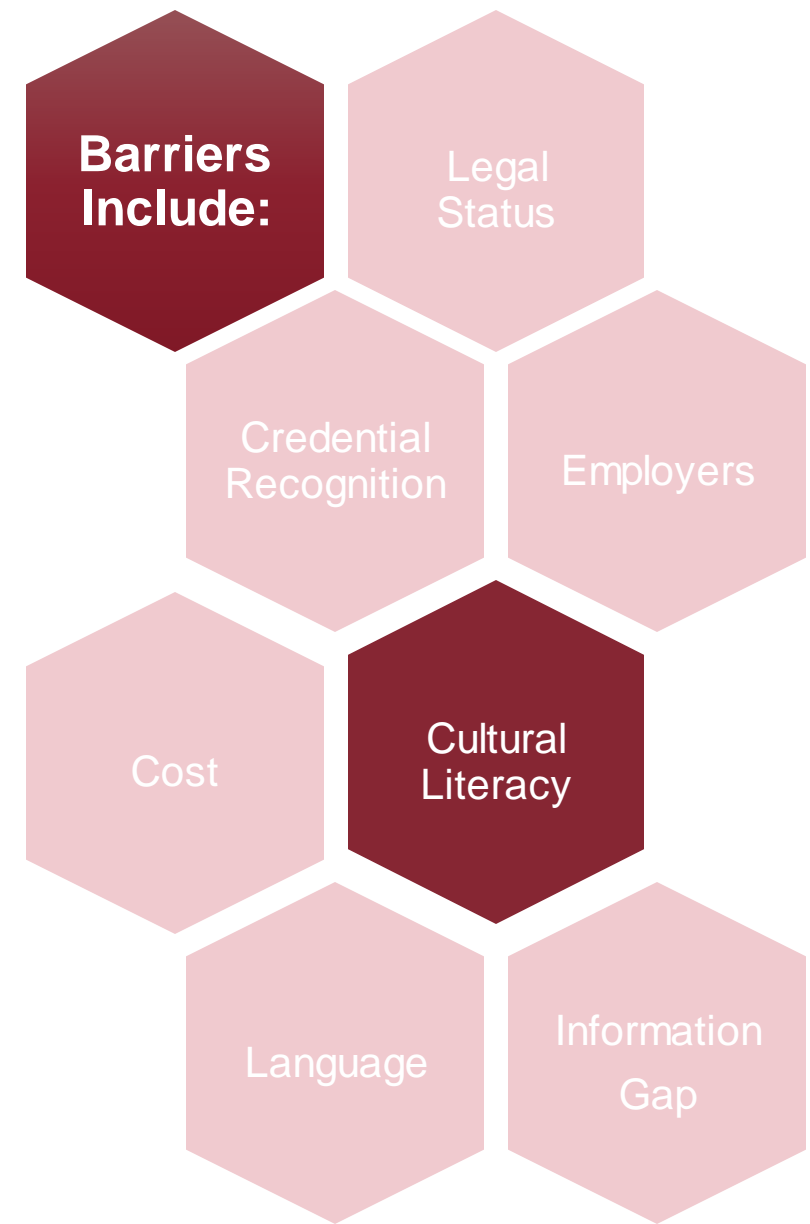 Barriers
Include:
Legal
Status
Credential
Recognition
Employers
Cost
Cultural
Literacy
Language
Information
Gap